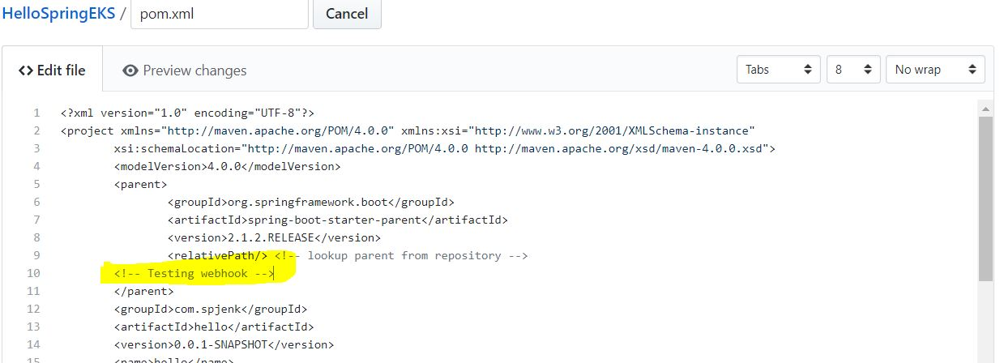 HelloSpringEKS / pom.xml Cancel
<> Edit file Preview changes Tabs 8 No wrap
1 <?xml version="1.0" encoding="UTF-8"?>
2 <project xmlns="http://maven.apache.org/POM/4.0.0" xmlns:xsi="http://www.w3.org/2001/XMLSchema-instance"
3 xsi:schemaLocation="http://maven.apache.org/POM/4.0.0 http://maven.apache.org/xsd/maven-4.0.0.xsd">
4 <modelVersion>4.0.0</modelVersion>
5 <parent>
6 <groupId>org.springframework.boot</groupId>
7 <artifactId>spring-boot-starter-parent</artifactId>
8 <version>2.1.2.RELEASE</version>
9 <relativePath/> <!-- lookup parent from repository -->
10 <!-- Testing webhook -->
11 </parent>
12 <groupId>com.spjenk</groupId>
13 <artifactId>hello</artifactId>
14 <version>0.0.1-SNAPSHOT</version>
15 <name>hello</name>